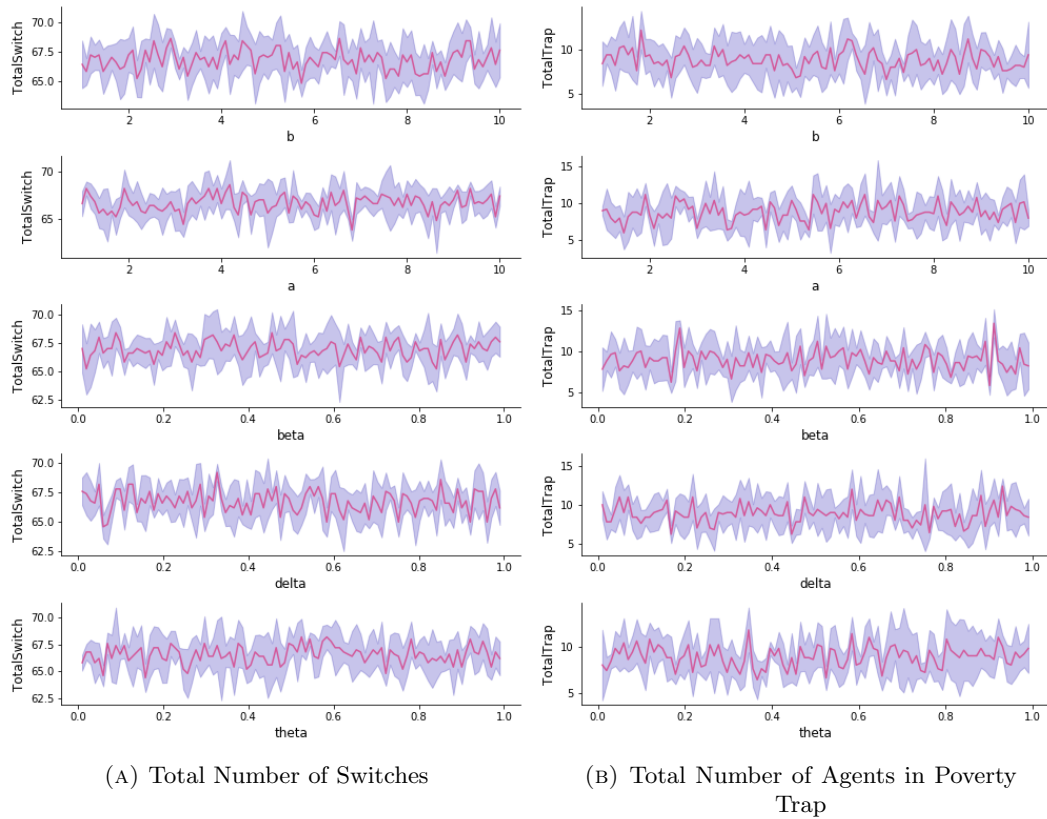 TotalSwitch
70.0
67.5
65.0
2 4 6 8 10
b
TotalTrap
10
5
2 4 6 8 10
b
TotalSwitch
70
65
2 4 6 8 10
a
TotalTrap
15
10
5
2 4 6 8 10
a
TotalSwitch
70.0
67.5
65.0
62.5
0.0 0.2 0.4 0.6 0.8 1.0
beta
TotalTrap
15
10
5
0.0 0.2 0.4 0.6 0.8 1.0
beta
TotalSwitch
70.0
67.5
65.0
62.5
0.0 0.2 0.4 0.6 0.8 1.0
delta
TotalTrap
15
10
5
0.0 0.2 0.4 0.6 0.8 1.0
delta
TotalSwitch
70.0
67.5
65.0
62.5
0.0 0.2 0.4 0.6 0.8 1.0
theta
TotalTrap
10
5
0.0 0.2 0.4 0.6 0.8 1.0
theta
(A) Total Number of Switches
(B) Total Number of Agents in Poverty
Trap